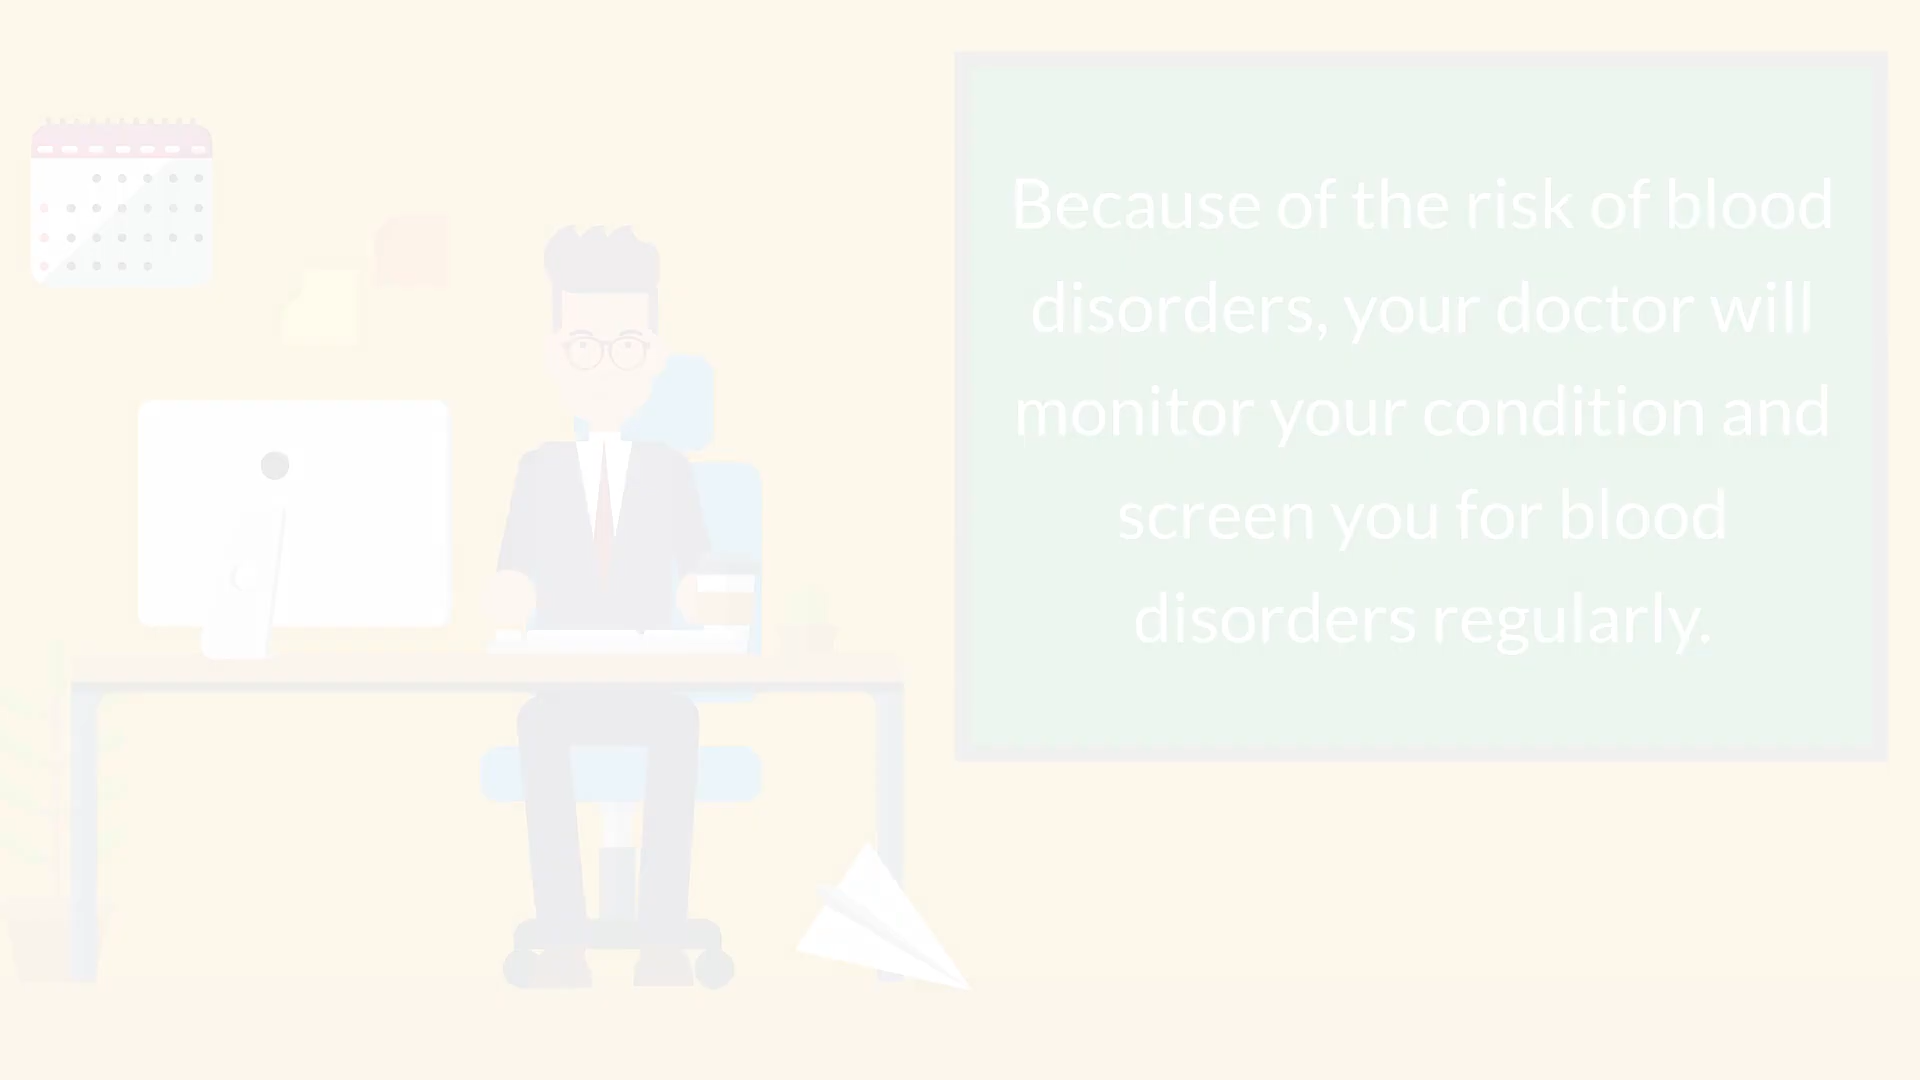 Because of the risk of blood
disorders, your doctor will
monitor your condition and
screen you for blood
disorders regularly.